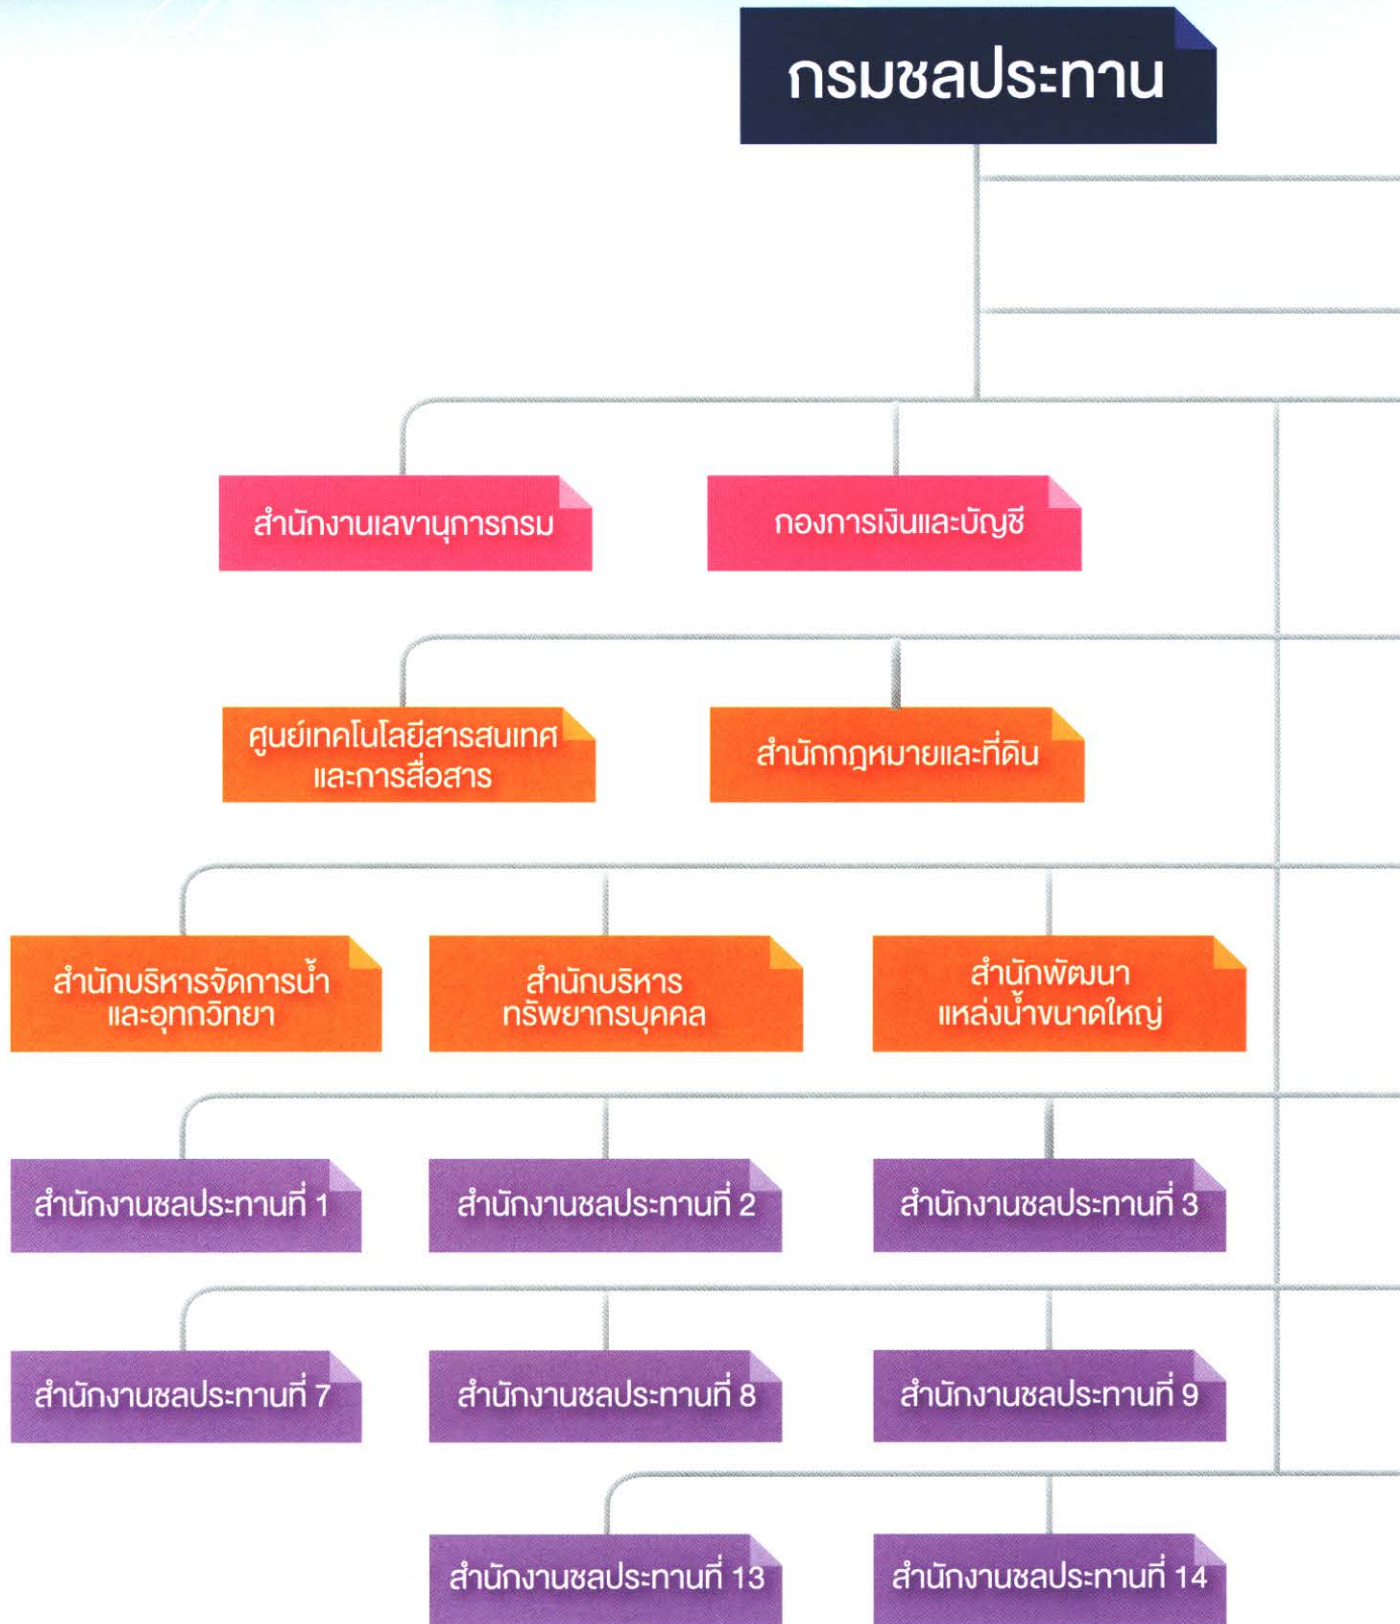 กรมชลประทาน
สำนักงานเลขานุการกรม
กองการเงินและบัญชี
ศูนย์เทคโนโลยีสารสนเทศ
และการสื่อสาร
สำนักกฎหมายและที่ดิน
สำนักบริหารจัดการน้ำ
และอุทกวิทยา
สำนักบริหาร
ทรัพยากรบุคคล
สำนักพัฒนา
แหล่งน้ำขนาดใหญ่
สำนักงานชลประทานที่ 1
สำนักงานชลประทานที่ 2
สำนักงานชลประทานที่ 3
สำนักงานชลประทานที่ 7
สำนักงานชลประทานที่ 8
สำนักงานชลประทานที่ 9
สำนักงานชลประทานที่ 13
สำนักงานชลประทานที่ 14